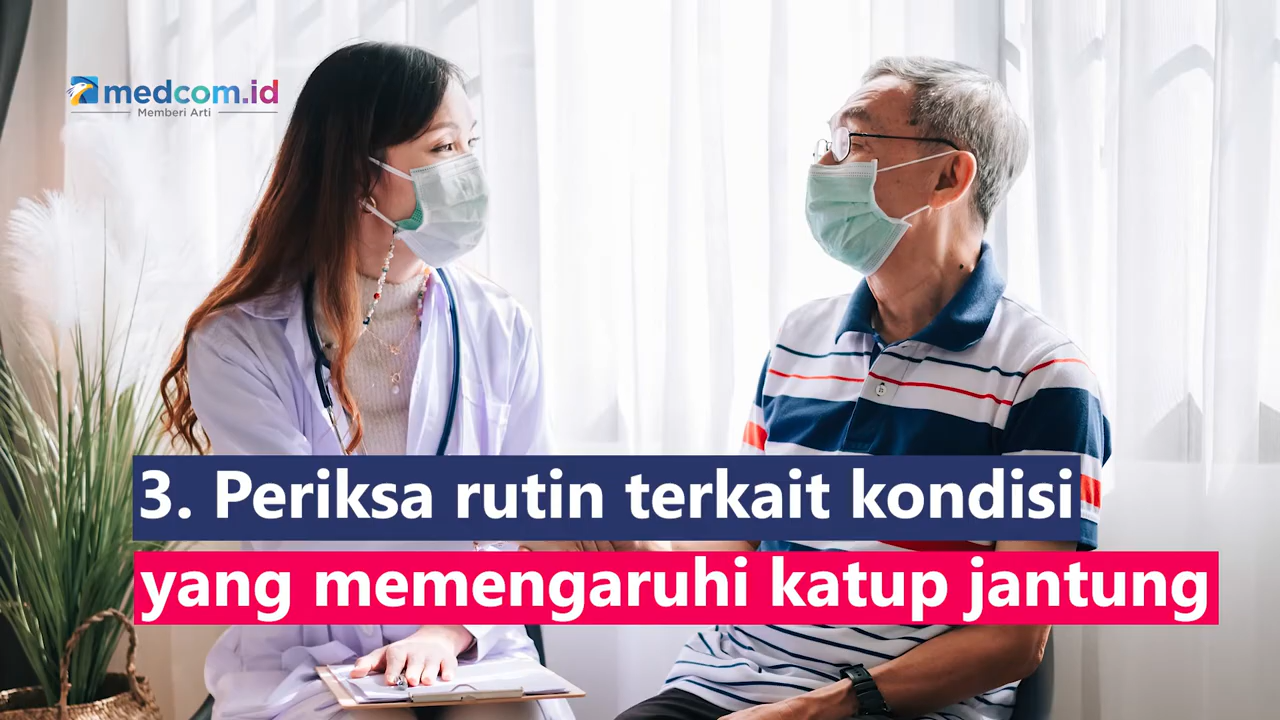 medcom.id
Memberi Arti
3. Periksa rutin terkait kondisi
yang memengaruhi katup jantung